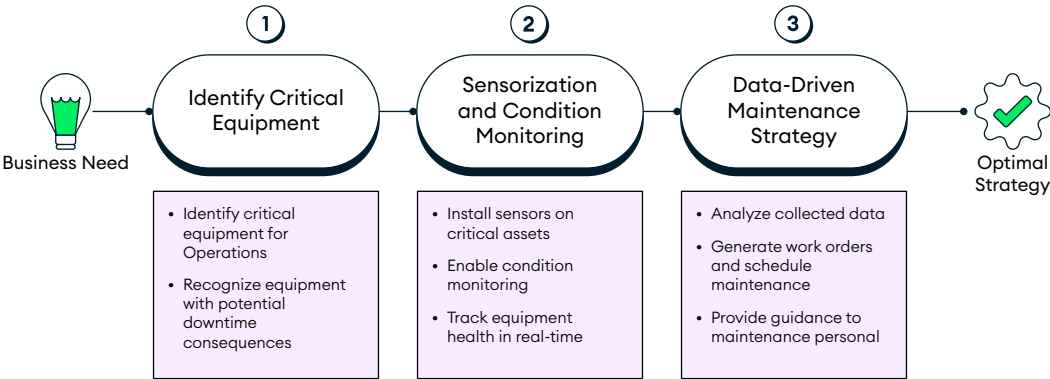 1
2
3
Business Need
Identify Critical
Equipment
Sensorization
and Condition
Monitoring
Data-Driven
Maintenance
Strategy
Optimal
Strategy
• Identify critical
equipment for
Operations
• Recognize equipment
with potential
downtime
consequences
• Install sensors on
critical assets
• Enable condition
monitoring
• Track equipment
health in real-time
• Analyze collected data
• Generate work orders
and schedule
maintenance
• Provide guidance to
maintenance personal